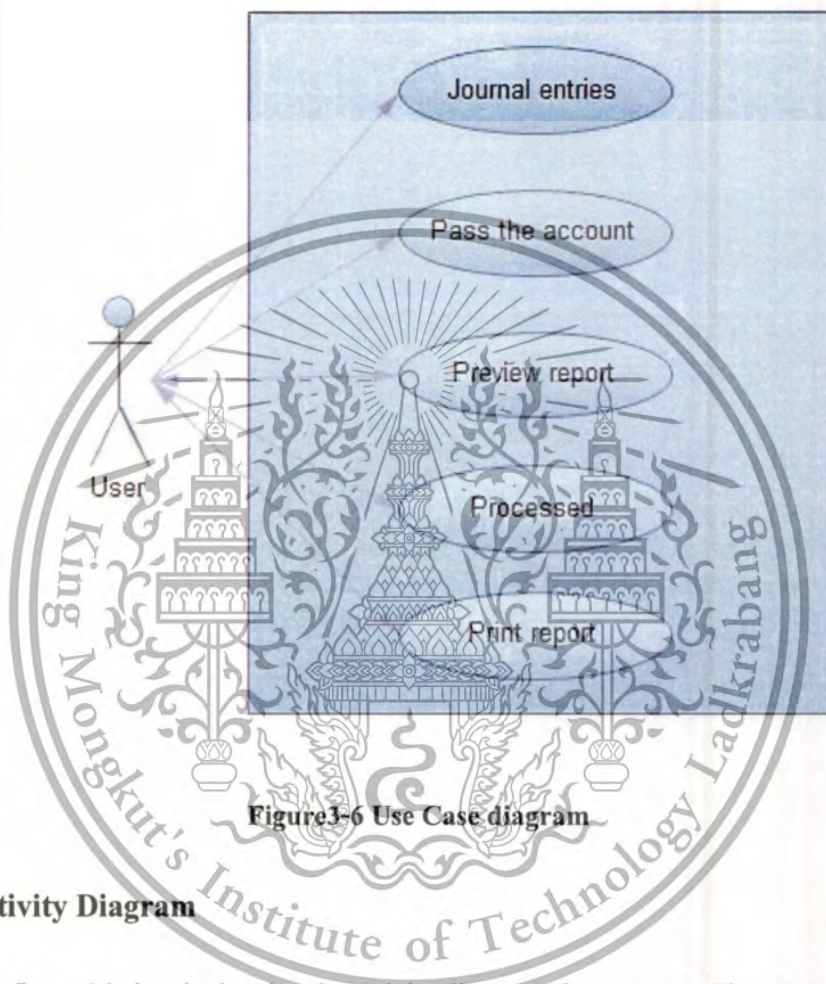 Journal entries
Pass the account
Preview report
User
Processed
Print report
King Mongkut's Institute of Technology Ladkrabang
Figure3-6 Use Case diagram
tivity Diagram